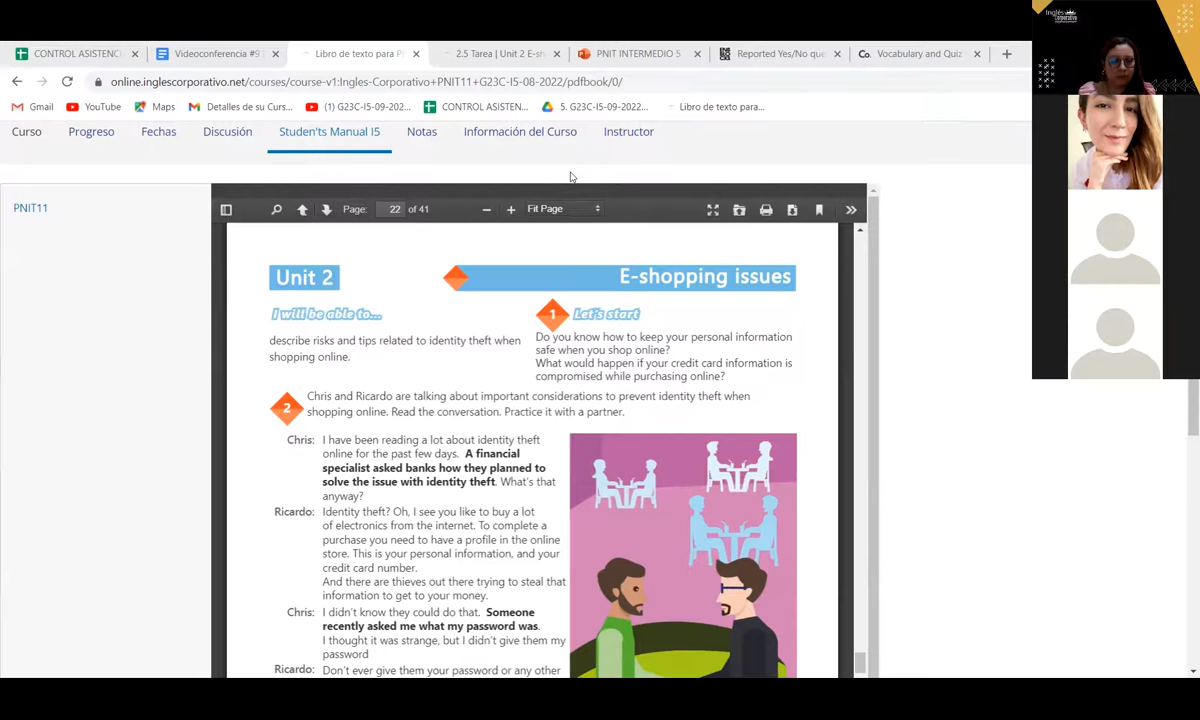 CONTROL ASISTENC
Videoconferencia #9
Libro de texto para P
2.5 Tarea | Unit 2 E-s
PNIT INTERMEDIO 5
Reported Yes/No que
Co.
Vocabulary and Quiz
online.inglescorporativo.net/courses/course-v1:Ingles-Corporativo+PNIT11+G23C-I5-08-2022/pdfbook/0/
Gmail
YouTube
Maps
Detalles de su Curs...
(1) G23C-I5-09-202...
CONTROL ASISTEN...
5. G23C-I5-09-2022...
Libro de texto para...
Curso
Progreso
Fechas
Discusión
Studen'ts Manual I5
Notas
Información del Curso
Instructor
PNIT11
Page:
22
of 41
Fit Page
Unit 2
E-shopping issues
I will be able to...
describe risks and tips related to identity theft when
shopping online.
1
Let's start
Do you know how to keep your personal information
safe when you shop online?
What would happen if your credit card information is
compromised while purchasing online?
2
Chris and Ricardo are talking about important considerations to prevent identity theft when
shopping online. Read the conversation. Practice it with a partner.
Chris: I have been reading a lot about identity theft
online for the past few days. A financial
specialist asked banks how they planned to
solve the issue with identity theft. What's that
anyway?
Ricardo: Identity theft? Oh, I see you like to buy a lot
of electronics from the internet. To complete a
purchase you need to have a profile in the online
store. This is your personal information, and your
credit card number.
And there are thieves out there trying to steal that
information to get to your money.
Chris: I didn't know they could do that. Someone
recently asked me what my password was.
I thought it was strange, but I didn't give them my
password
Ricardo: Don't ever give them your password or any other
Inglés
Corporativo